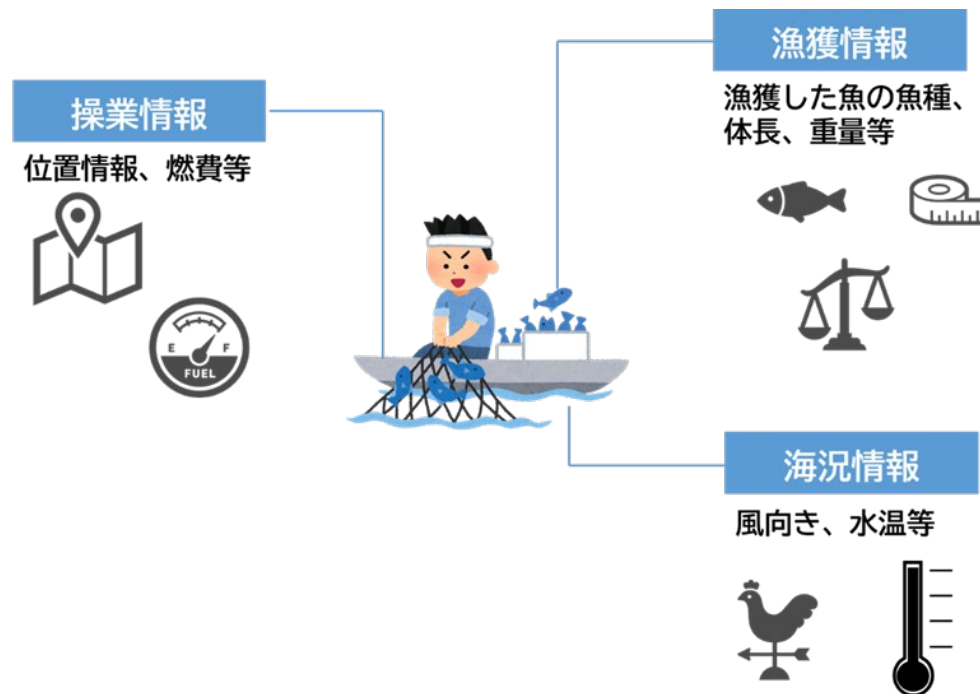 操業情報
位置情報、燃費等
E F
FUEL
漁獲情報
漁獲した魚の魚種、
体長、重量等
海況情報
風向き、水温等